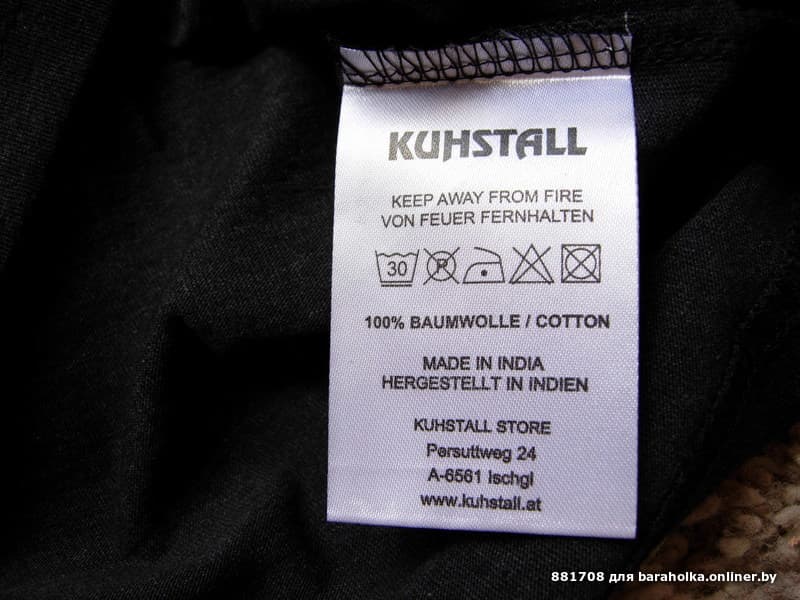 KUHSTALL
KEEP AWAY FROM FIRE
VON FEUER FERNHALTEN
30 P
100% BAUMWOLLE / COTTON
MADE IN INDIA
HERGESTELLT IN INDIEN
KUHSTALL STORE
Persuttweg 24
A-6561 Ischgl
www.kuhstall.at
881708 для baraholka.onliner.by